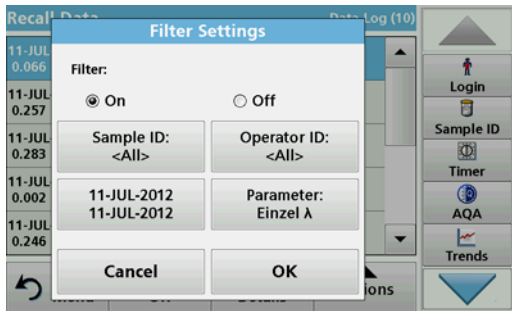 Recall Data
Data Log (10)
Filter Settings
11-JUL
0.066
11-JUL
0.257
11-JUL
0.283
11-JUL
0.002
11-JUL
0.246
Filter:
On
Off
Sample ID:
<All>
Operator ID:
<All>
11-JUL-2012
11-JUL-2012
Parameter:
Einzel λ
Cancel
OK
Menu
Details
Login
Sample ID
Timer
AQA
Trends